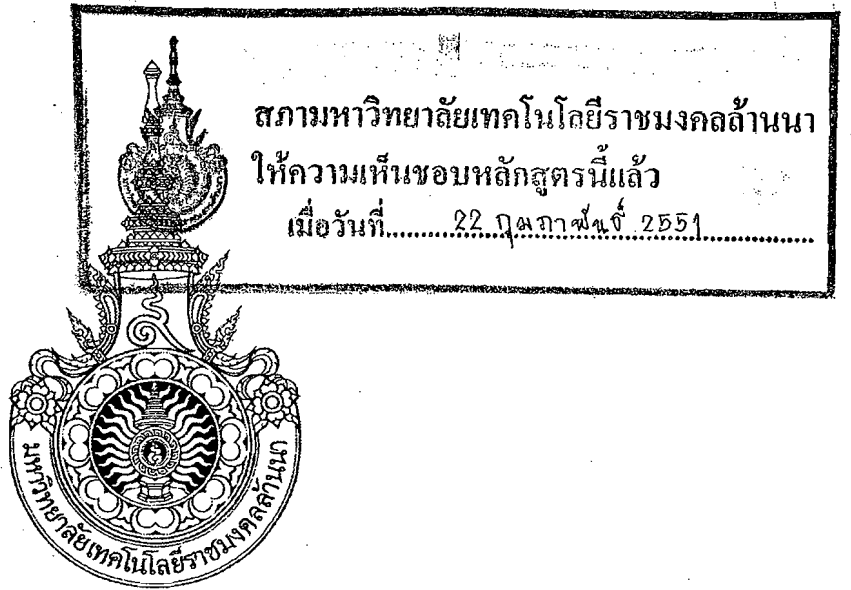 สภามหาวิทยาลัยเทคโนโลยีราชมงคลล้านนา
ให้ความเห็นชอบหลักสูตรนี้แล้ว
เมื่อวันที่........22 กุมภาพันธ์ 2551.............
มหาวิทยาลัยเทคโนโลยีราชมงคลล้านนา